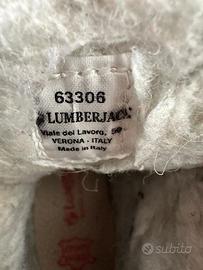 63306
LUMBERJACK
Viale del Lavoro,
VERONA - ITALY
Made in Italy
subito